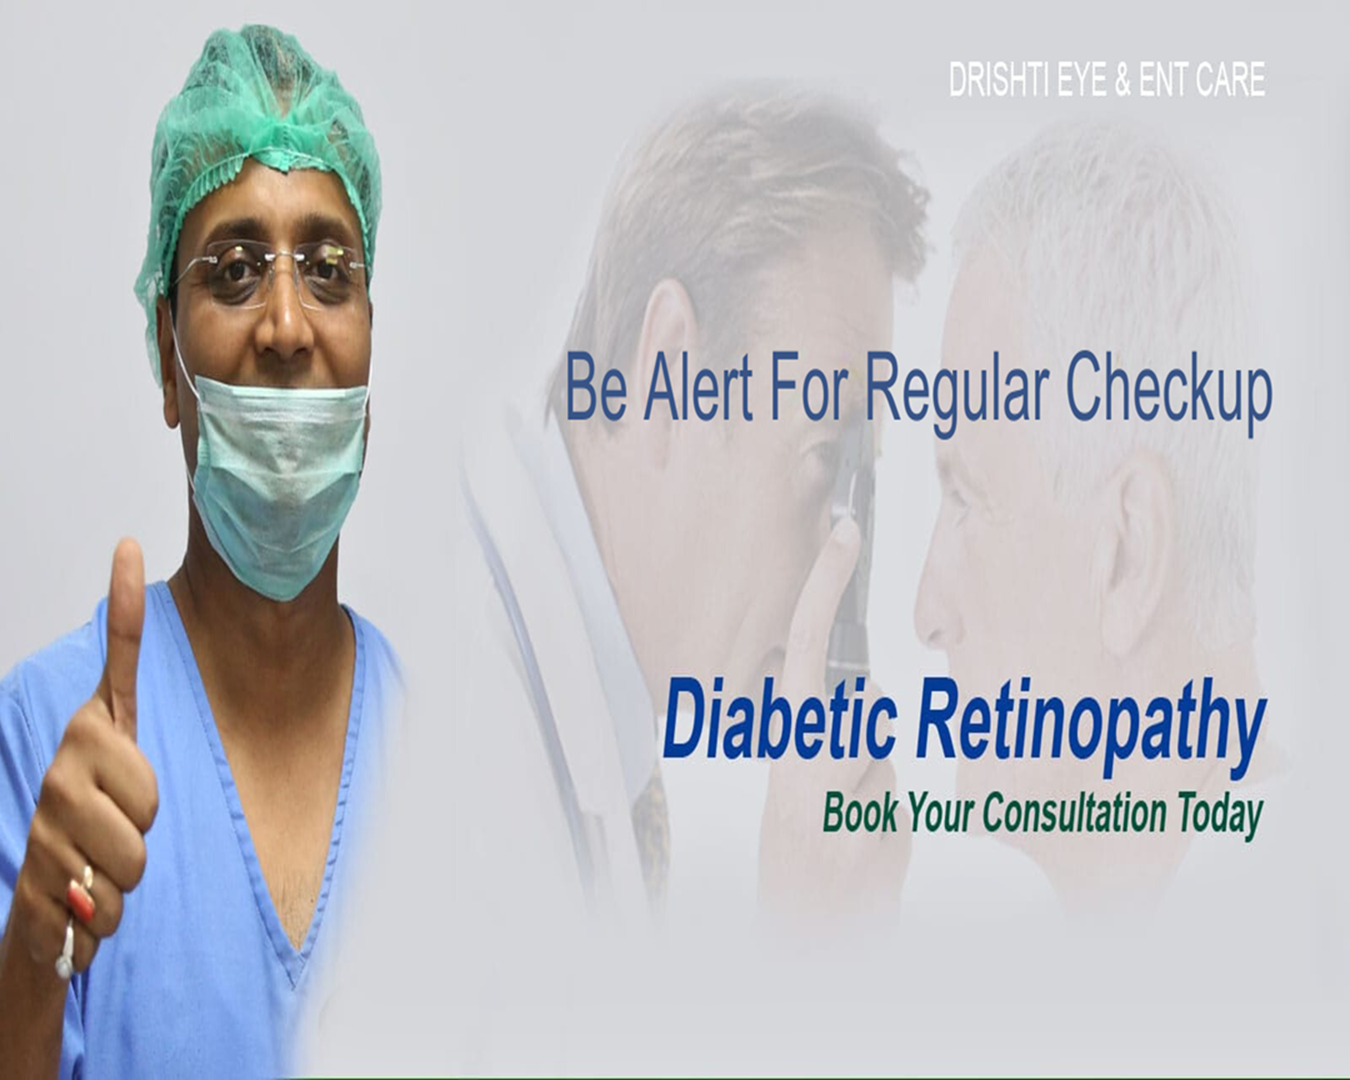 DRISHTI EYE & ENT CARE
Be Alert For Regular Checkup
Diabetic Retinopathy
Book Your Consultation Today